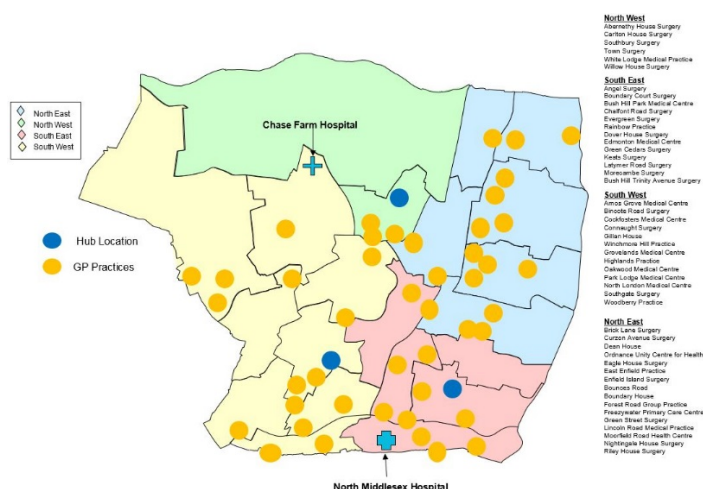 North East
North West
South East
South West
Hub Location
GP Practices
Chase Farm Hospital
North Middlesex Hospital
North West
Abernethy House Surgery
Carlton House Surgery
Southbury Surgery
Town Surgery
White Lodge Medical Practice
Willow House Surgery
South East
Angel Surgery
Boundary Court Surgery
Bush Hill Park Medical Centre
Chelford Road Surgery
Evergreen Surgery
Rainbow Practice
Dover House Surgery
Edmonton Medical Centre
Green Cedars Surgery
Keats Surgery
Latymer Road Surgery
Morecambe Surgery
Bush Hill Trinity Avenue Surgery
South West
Amos Grove Medical Centre
Bincote Road Surgery
Cockfosters Medical Centre
Connaught Surgery
Gillan House
Winchmore Hill Practice
Grovelands Medical Centre
Highlands Practice
Oakwood Medical Centre
Park Lodge Medical Centre
North London Medical Centre
Southgate Surgery
Woodberry Practice
North East
Brick Lane Surgery
Curzon Avenue Surgery
Dean House
Ordnance Unity Centre for Health
Eagle House Surgery
East Enfield Practice
Enfield Island Surgery
Bounces Road
Boundary House
Forest Road Group Practice
Freezywater Primary Care Centre
Green Street Surgery
Lincoln Road Medical Practice
Moorfield Road Health Centre
Nightingale House Surgery
Riley House Surgery